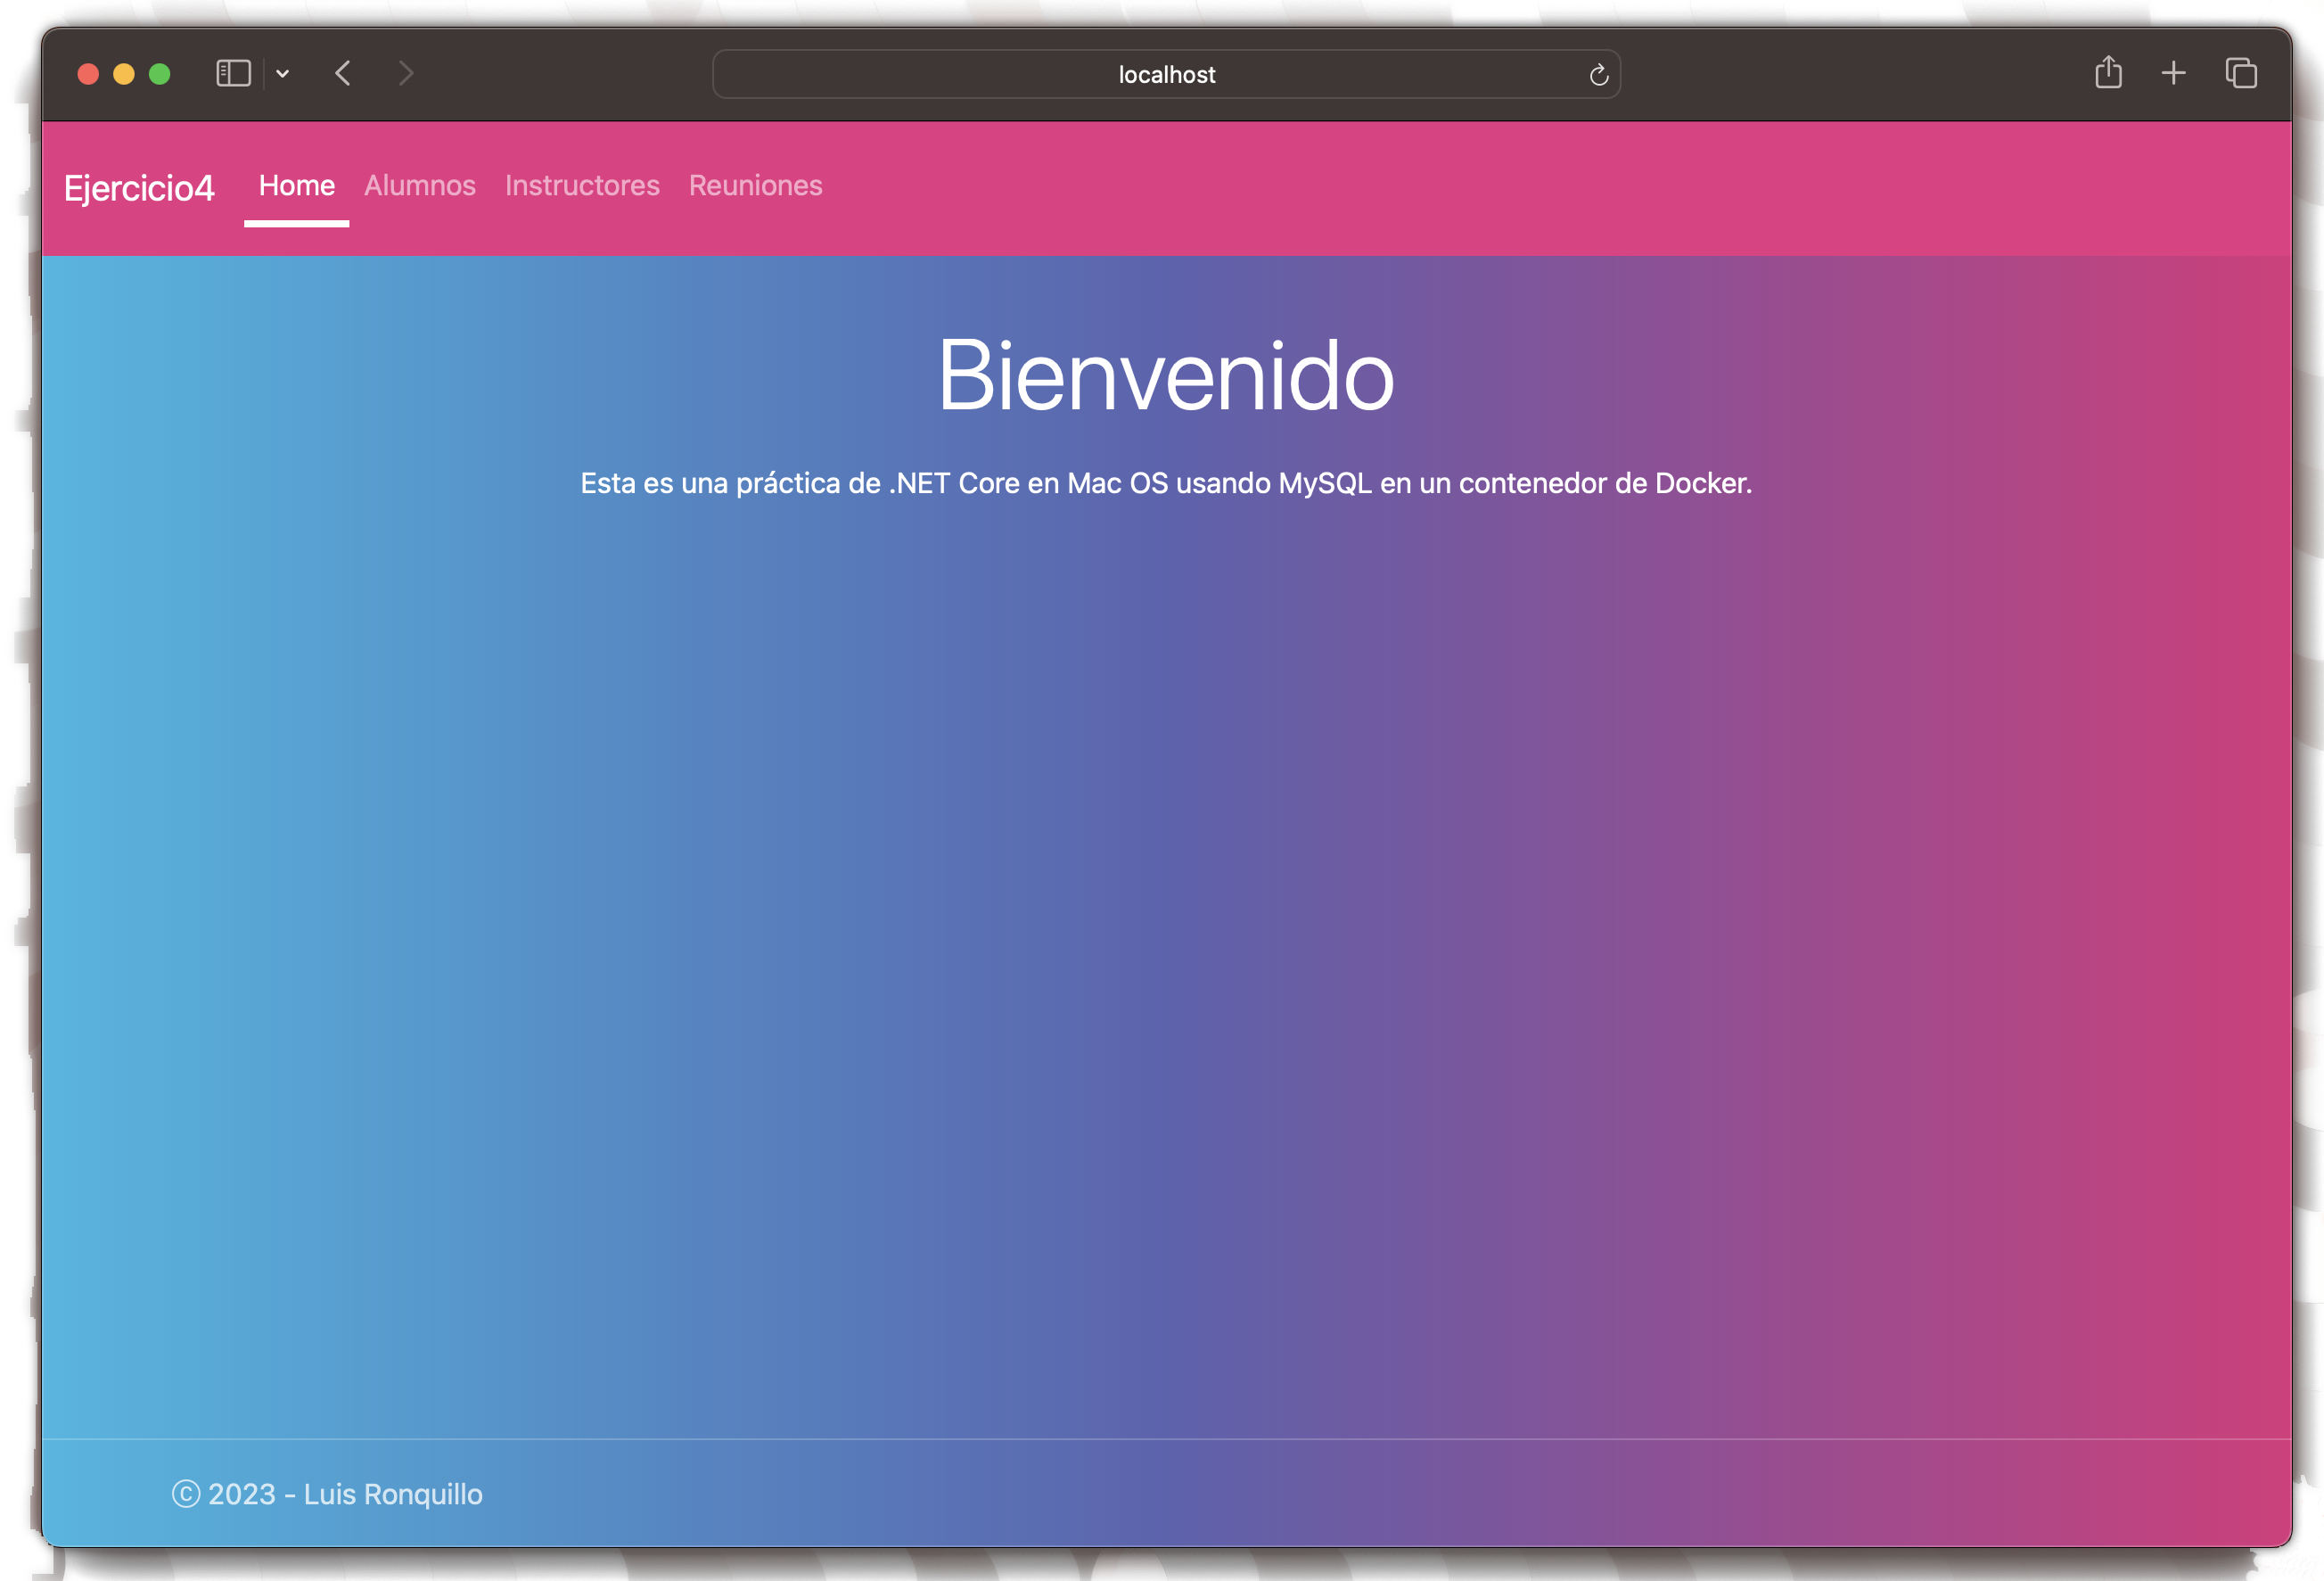 localhost
Ejercicio4 Home Alumnos Instructores Reuniones
Bienvenido
Esta es una práctica de .NET Core en Mac OS usando MySQL en un contenedor de Docker.
© 2023 - Luis Ronquillo